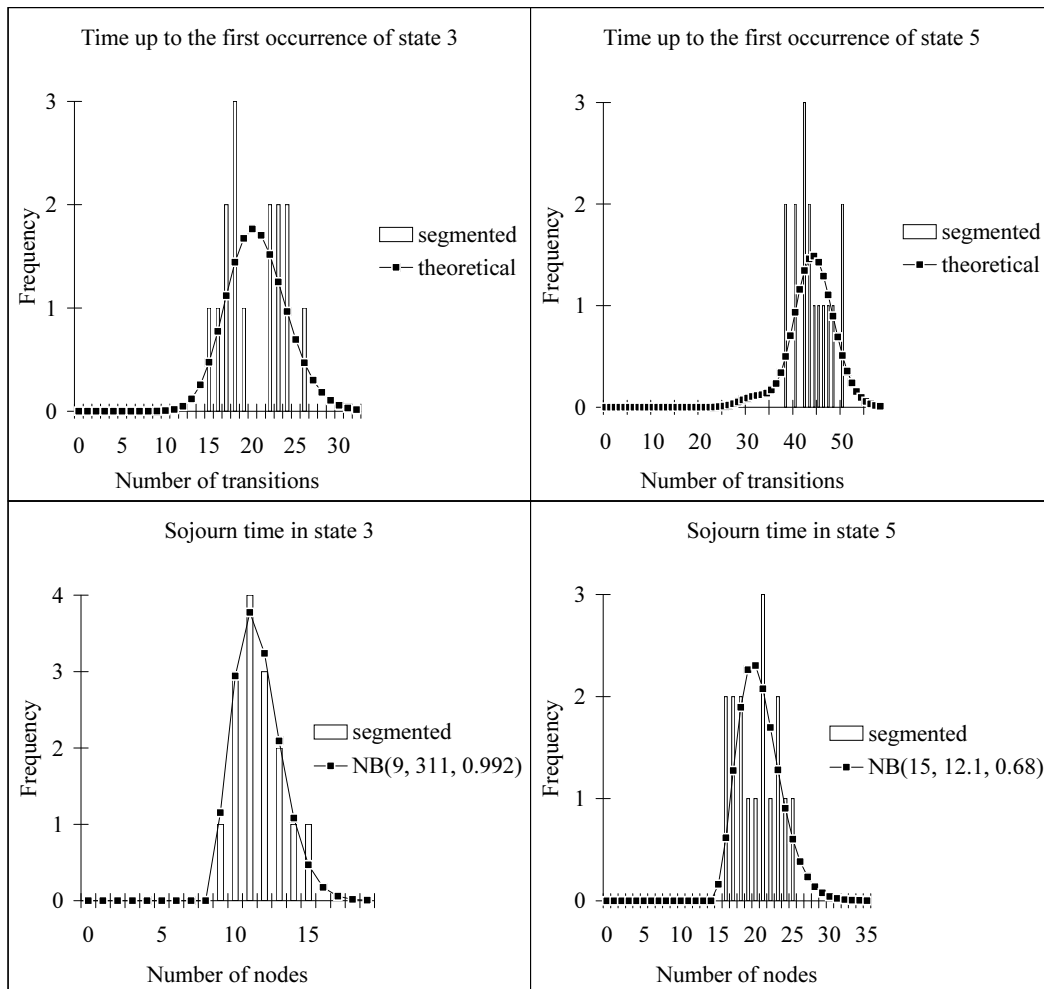 Time up to the first occurrence of state 3
3
2
1
0
Frequency
segmented
theoretical
0 5 10 15 20 25 30
Number of transitions
Time up to the first occurrence of state 5
3
2
1
0
Frequency
segmented
theoretical
0 10 20 30 40 50
Number of transitions
Sojourn time in state 3
4
3
2
1
0
Frequency
segmented
NB(9, 311, 0.992)
0 5 10 15
Number of nodes
Sojourn time in state 5
3
2
1
0
Frequency
segmented
NB(15, 12.1, 0.68)
0 5 10 15 20 25 30 35
Number of nodes